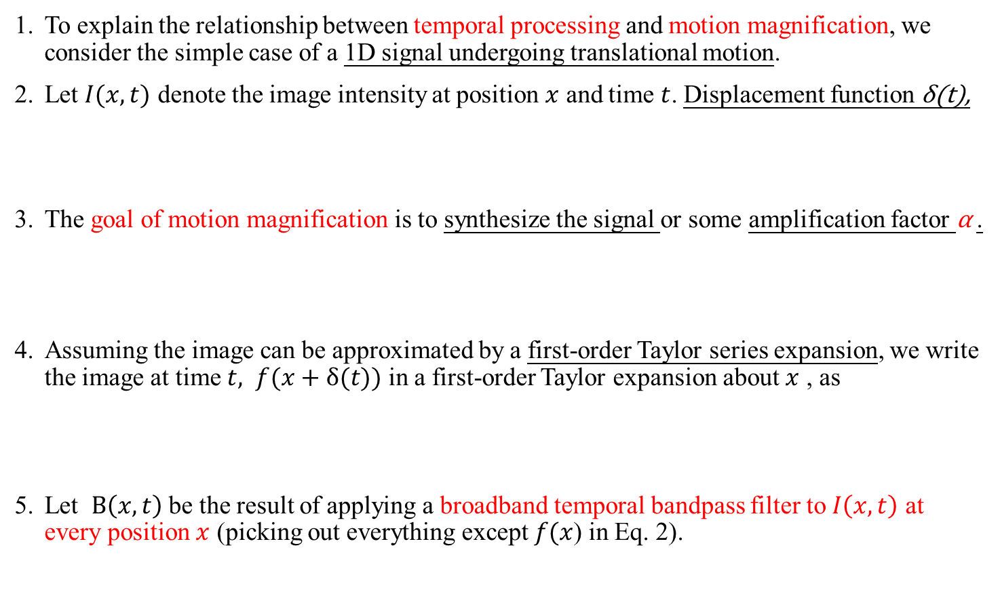 1. To explain the relationship between temporal processing and motion magnification, we
consider the simple case of a 1D signal undergoing translational motion.
2. Let I(x, t) denote the image intensity at position x and time t. Displacement function δ(t),
3. The goal of motion magnification is to synthesize the signal or some amplification factor α.
4. Assuming the image can be approximated by a first-order Taylor series expansion, we write
the image at time t, f(x + δ(t)) in a first-order Taylor expansion about x , as
5. Let B(x, t) be the result of applying a broadband temporal bandpass filter to I(x, t) at
every position x (picking out everything except f(x) in Eq. 2).